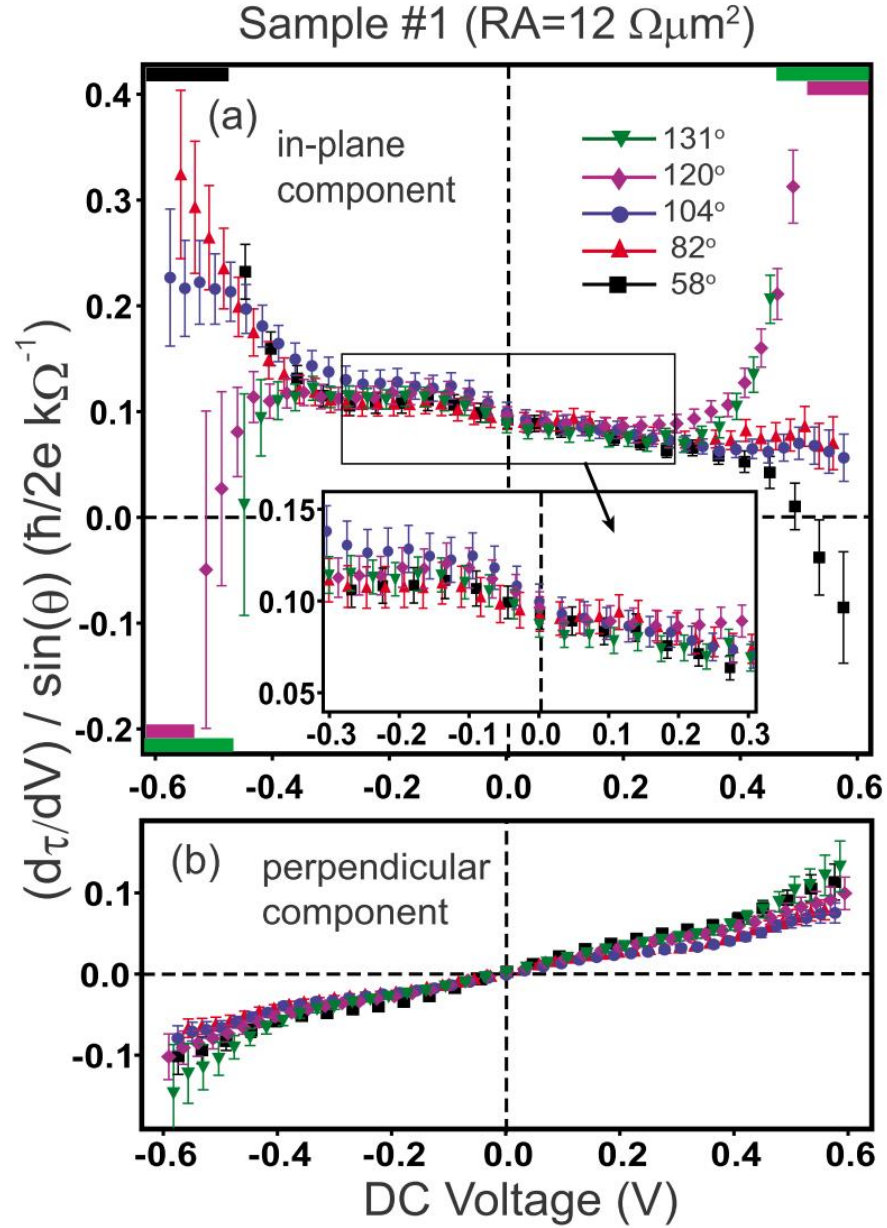 Sample #1 (RA=12 Ωμm²)
(a)
in-plane
component
131°
120°
104°
82°
58°
0.4
0.3
0.2
0.1
0.0
-0.1
-0.2
0.15
0.10
0.05
-0.3 -0.2 -0.1 0.0 0.1 0.2 0.3
-0.6 -0.4 -0.2 0.0 0.2 0.4 0.6
(dτ/dV) / sin(θ) (ħ/2e kΩ⁻¹)
(b)
perpendicular
component
0.1
0.0
-0.1
-0.6 -0.4 -0.2 0.0 0.2 0.4 0.6
DC Voltage (V)